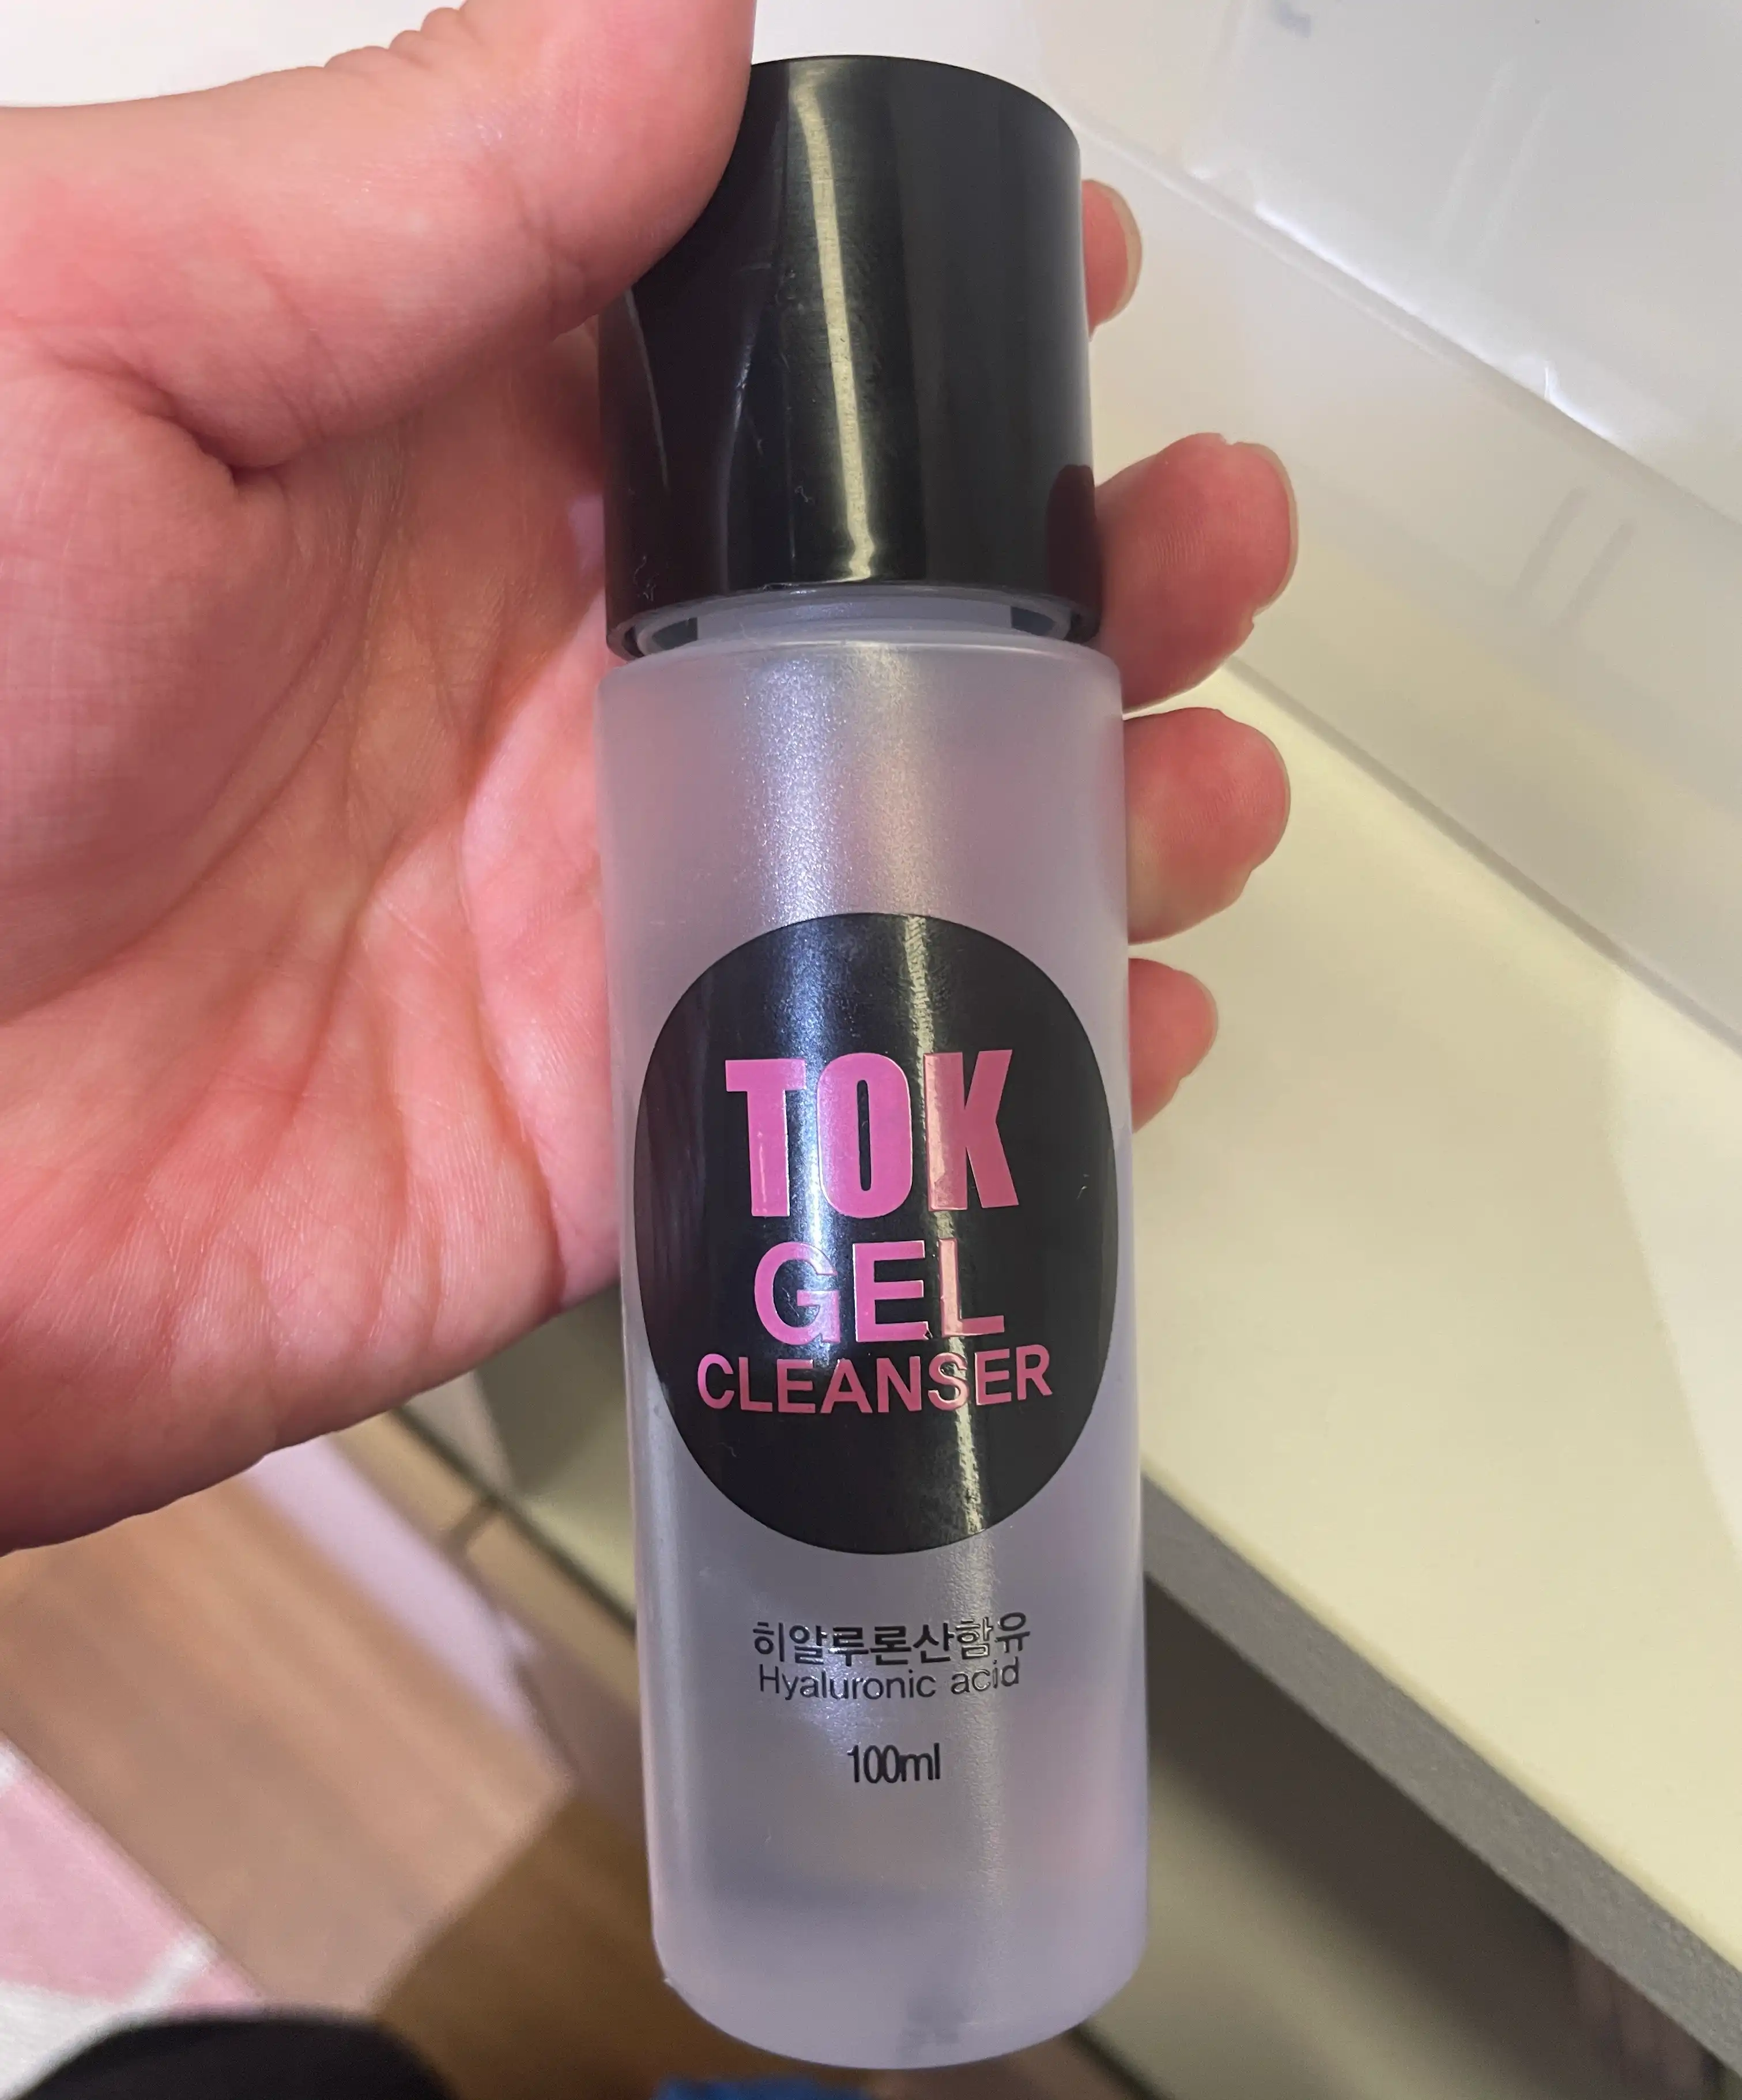 TOK
GEL
CLEANSER
히알루론산함유
Hyaluronic acid
100ml